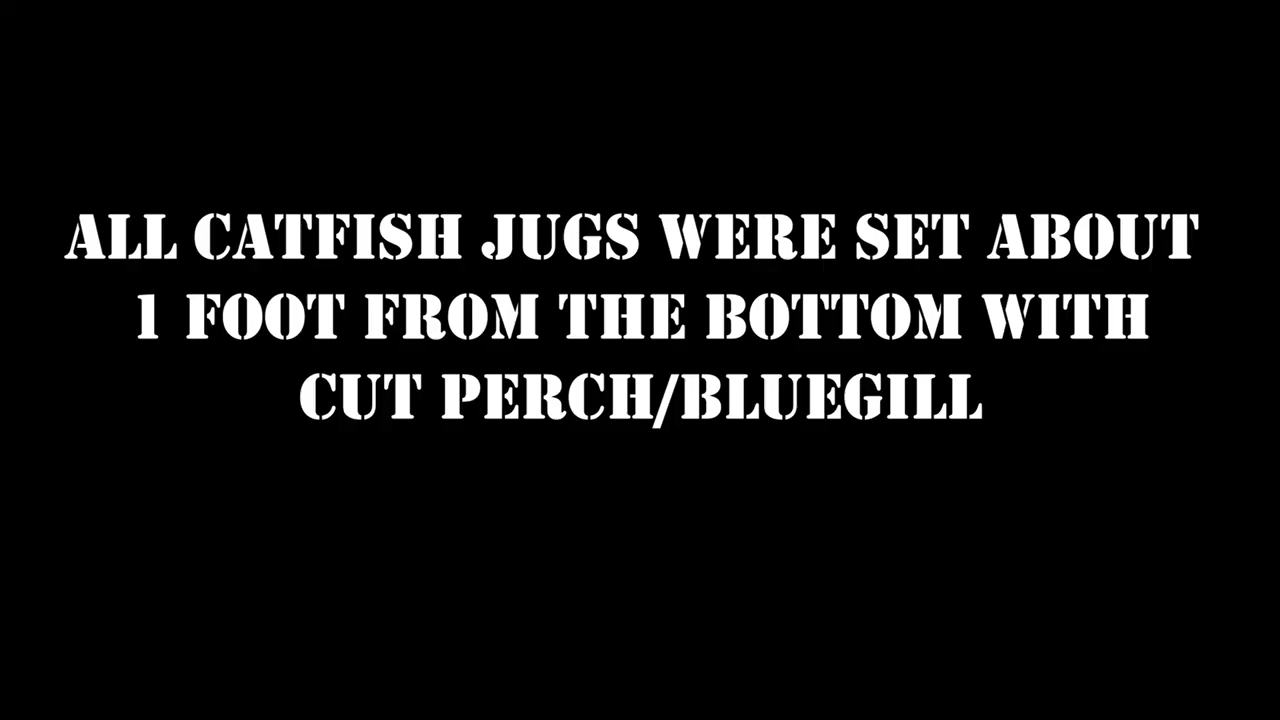 ALL CATFISH JUGS WERE SET ABOUT
1 FOOT FROM THE BOTTOM WITH
CUT PERCH/BLUEGILL